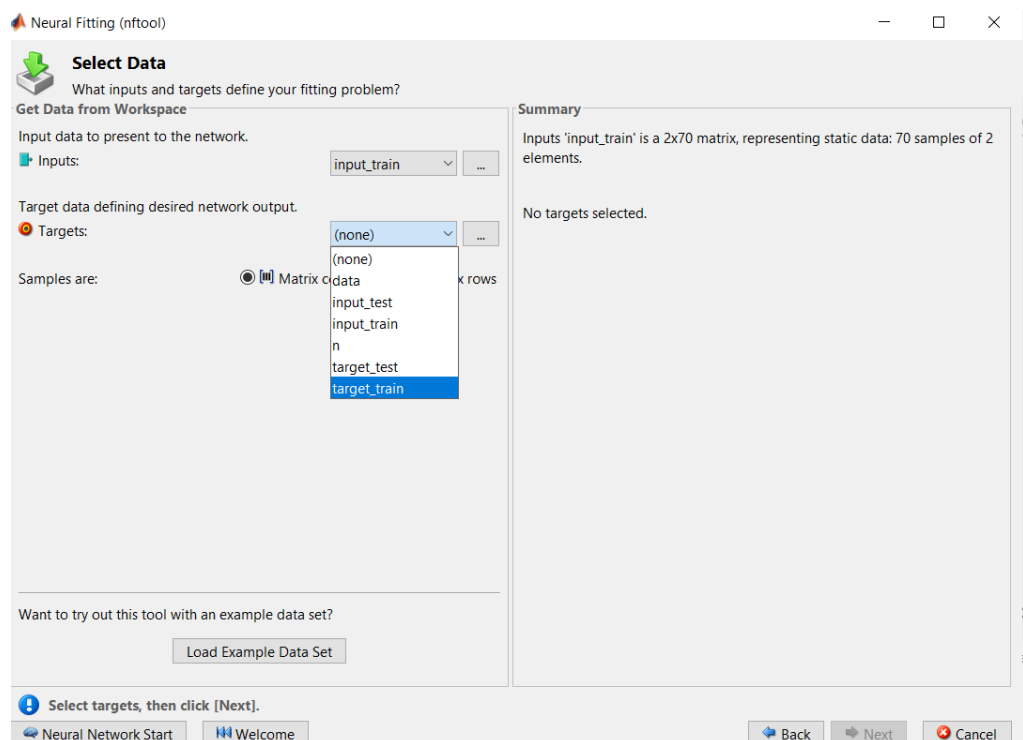 Neural Fitting (nftool)
Select Data
What inputs and targets define your fitting problem?
Get Data from Workspace
Input data to present to the network.
Inputs:
input_train
...
Target data defining desired network output.
Targets:
(none)
...
(none)
data
input_test
input_train
n
target_test
target_train
Samples are:
Matrix c
x rows
Want to try out this tool with an example data set?
Load Example Data Set
Summary
Inputs 'input_train' is a 2x70 matrix, representing static data: 70 samples of 2
elements.
No targets selected.
Select targets, then click [Next].
Neural Network Start
Welcome
Back
Next
Cancel